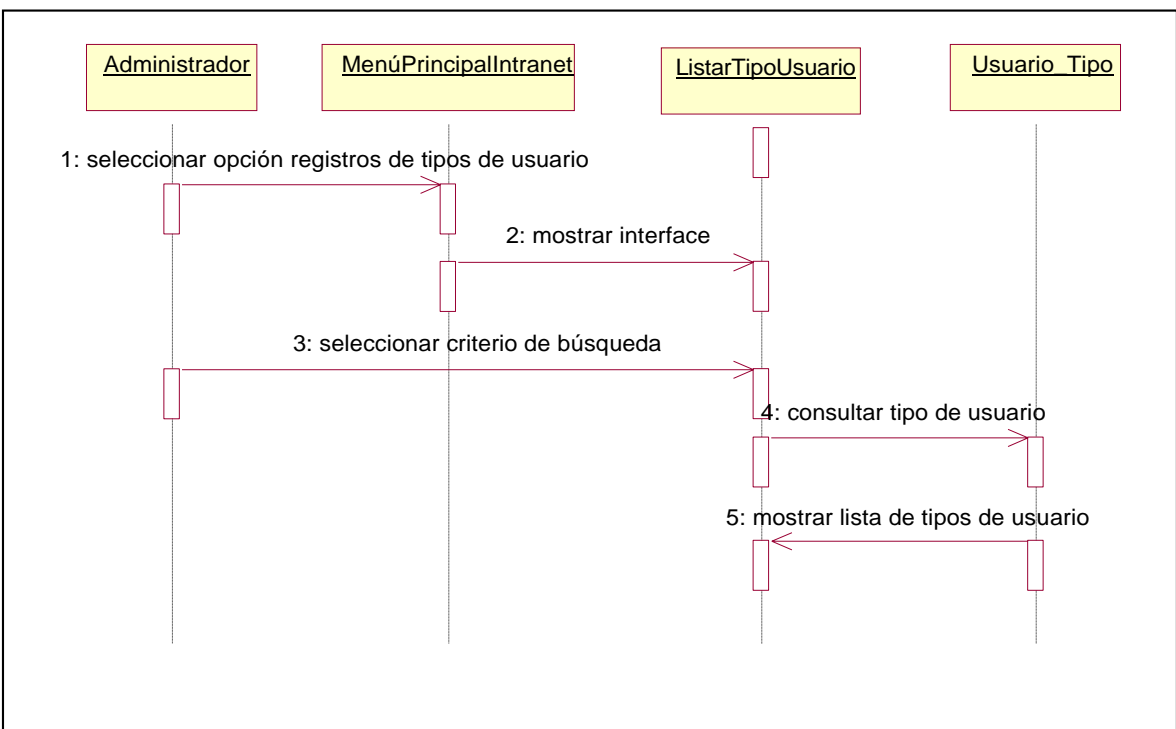 Administrador
MenúPrincipalIntranet
ListarTipoUsuario
Usuario_Tipo
1: seleccionar opción registros de tipos de usuario
2: mostrar interface
3: seleccionar criterio de búsqueda
4: consultar tipo de usuario
5: mostrar lista de tipos de usuario